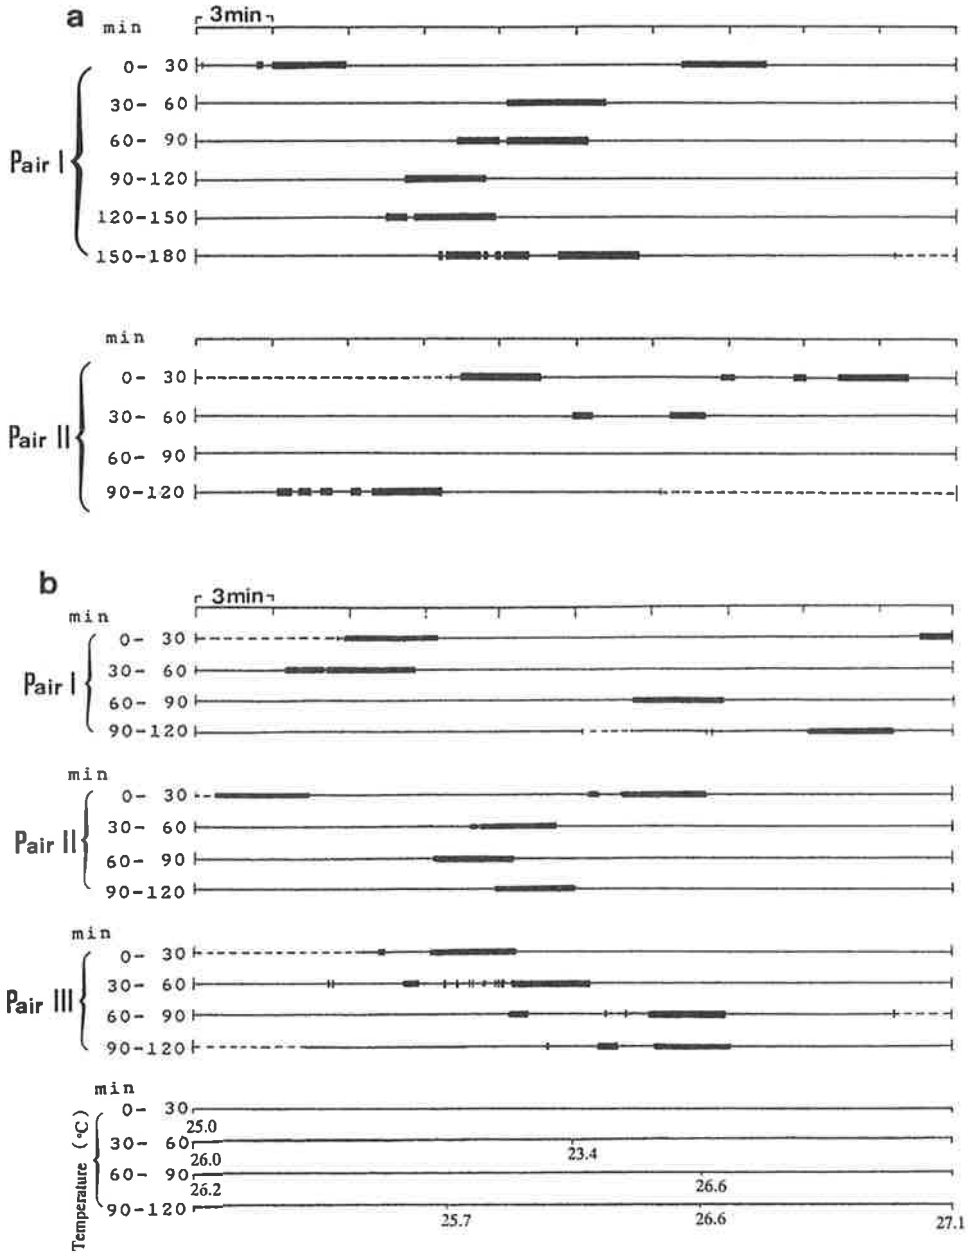 a
min
3min
0- 30
30- 60
60- 90
Pair I
90-120
120-150
150-180
min
0- 30
30- 60
Pair II
60- 90
90-120
b
3min
min
0- 30
30- 60
Pair I
60- 90
90-120
min
0- 30
30- 60
Pair II
60- 90
90-120
min
0- 30
30- 60
Pair III
60- 90
90-120
min
Temperature (°C)
0- 30
25.0
30- 60
26.0
23.4
60- 90
26.2
26.6
90-120
25.7
26.6
27.1